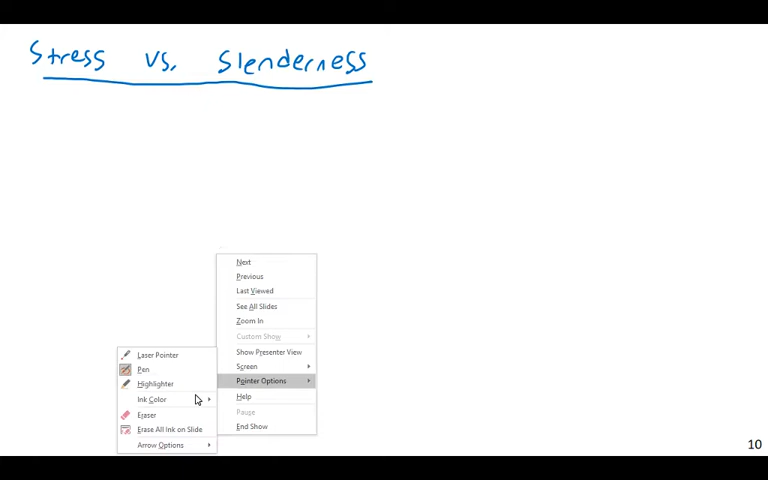 Stress vs. Slenderness
Next
Previous
Last Viewed
See All Slides
Zoom In
Custom Show
Show Presenter View
Screen
Pointer Options
Help
Pause
End Show
Laser Pointer
Pen
Highlighter
Ink Color
Eraser
Erase All Ink on Slide
Arrow Options
10